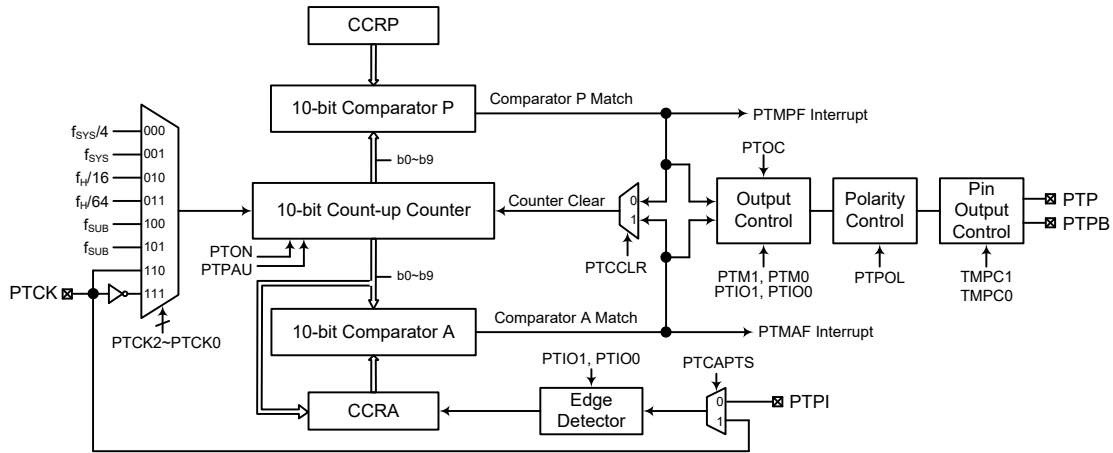 CCRP
10-bit Comparator P
Comparator P Match
PTMPF Interrupt
b0~b9
fSYS/4
000
fSYS
001
fH/16
010
fH/64
011
fSUB
100
fSUB
101
110
111
PTCK
PTCK2~PTCK0
10-bit Count-up Counter
PTON
PTPAU
Counter Clear
0
1
PTCCLR
PTOC
Output
Control
PTM1, PTM0
PTIO1, PTIO0
Polarity
Control
PTPOL
Pin
Output
Control
TMPC1
TMPC0
PTP
PTPB
b0~b9
10-bit Comparator A
Comparator A Match
PTMAF Interrupt
CCRA
PTIO1, PTIO0
Edge
Detector
PTCAPTS
0
1
PTPI